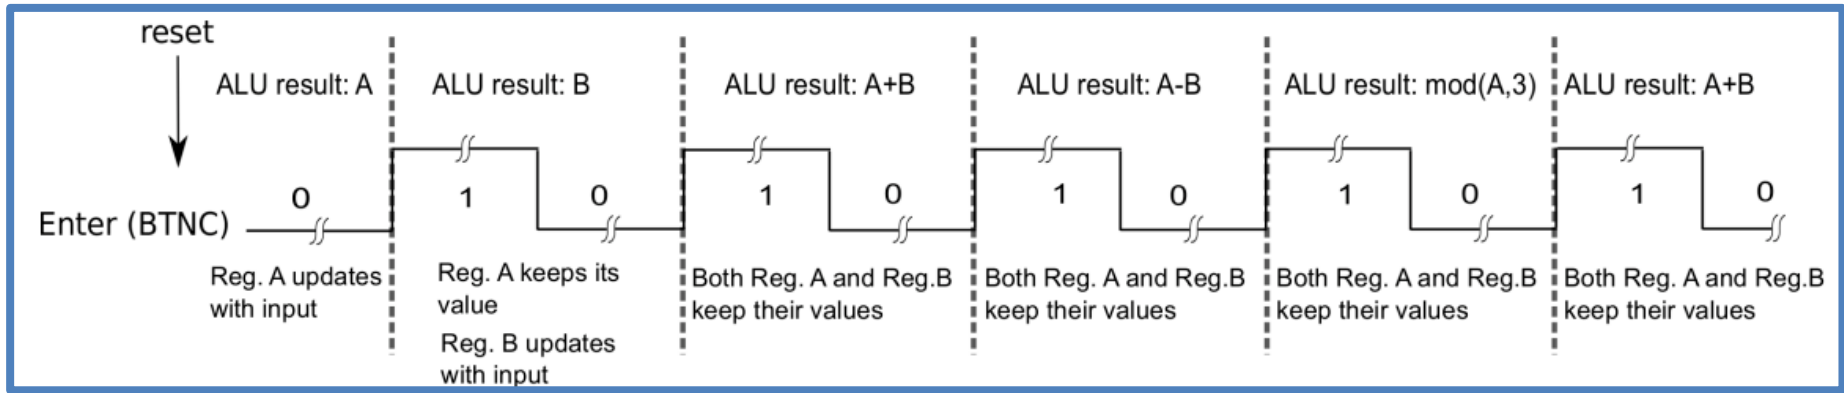 reset
ALU result: A
ALU result: B
ALU result: A+B
ALU result: A-B
ALU result: mod(A,3)
ALU result: A+B
Enter (BTNC)
0
1
0
1
0
1
0
1
0
1
0
Reg. A updates
with input
Reg. A keeps its
value
Reg. B updates
with input
Both Reg. A and Reg.B
keep their values
Both Reg. A and Reg.B
keep their values
Both Reg. A and Reg.B
keep their values
Both Reg. A and Reg.B
keep their values